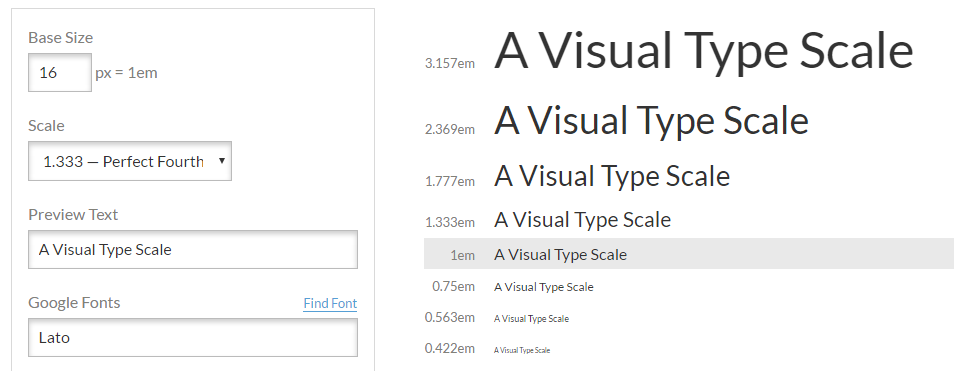 Base Size
16 px = 1em
Scale
1.333 — Perfect Fourth
Preview Text
A Visual Type Scale
Google Fonts Find Font
Lato
3.157em A Visual Type Scale
2.369em A Visual Type Scale
1.777em A Visual Type Scale
1.333em A Visual Type Scale
1em A Visual Type Scale
0.75em A Visual Type Scale
0.563em A Visual Type Scale
0.422em A Visual Type Scale